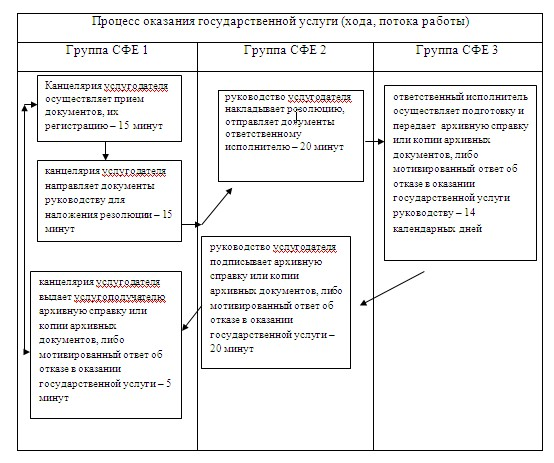 Процесс оказания государственной услуги (хода, потока работы)
Группа СФЕ 1
Группа СФЕ 2
Группа СФЕ 3
Канцелярия услугодателя
осуществляет прием
документов, их
регистрацию – 15 минут
канцелярия услугодателя
направляет документы
руководству для
наложения резолюции – 15
минут
канцелярия услугодателя
выдает услугополучателю
архивную справку или
копии архивных
документов, либо
мотивированный ответ об
отказе в оказании
государственной услуги – 5
минут
руководство услугодателя
накладывает резолюцию,
отправляет документы
ответственному
исполнителю – 20 минут
руководство услугодателя
подписывает архивную
справку или копии
архивных документов, либо
мотивированный ответ об
отказе в оказании
государственной услуги –
20 минут
ответственный исполнитель
осуществляет подготовку и
передает архивную справку
или копии архивных
документов, либо
мотивированный ответ об
отказе в оказании
государственной услуги
руководству – 14
календарных дней